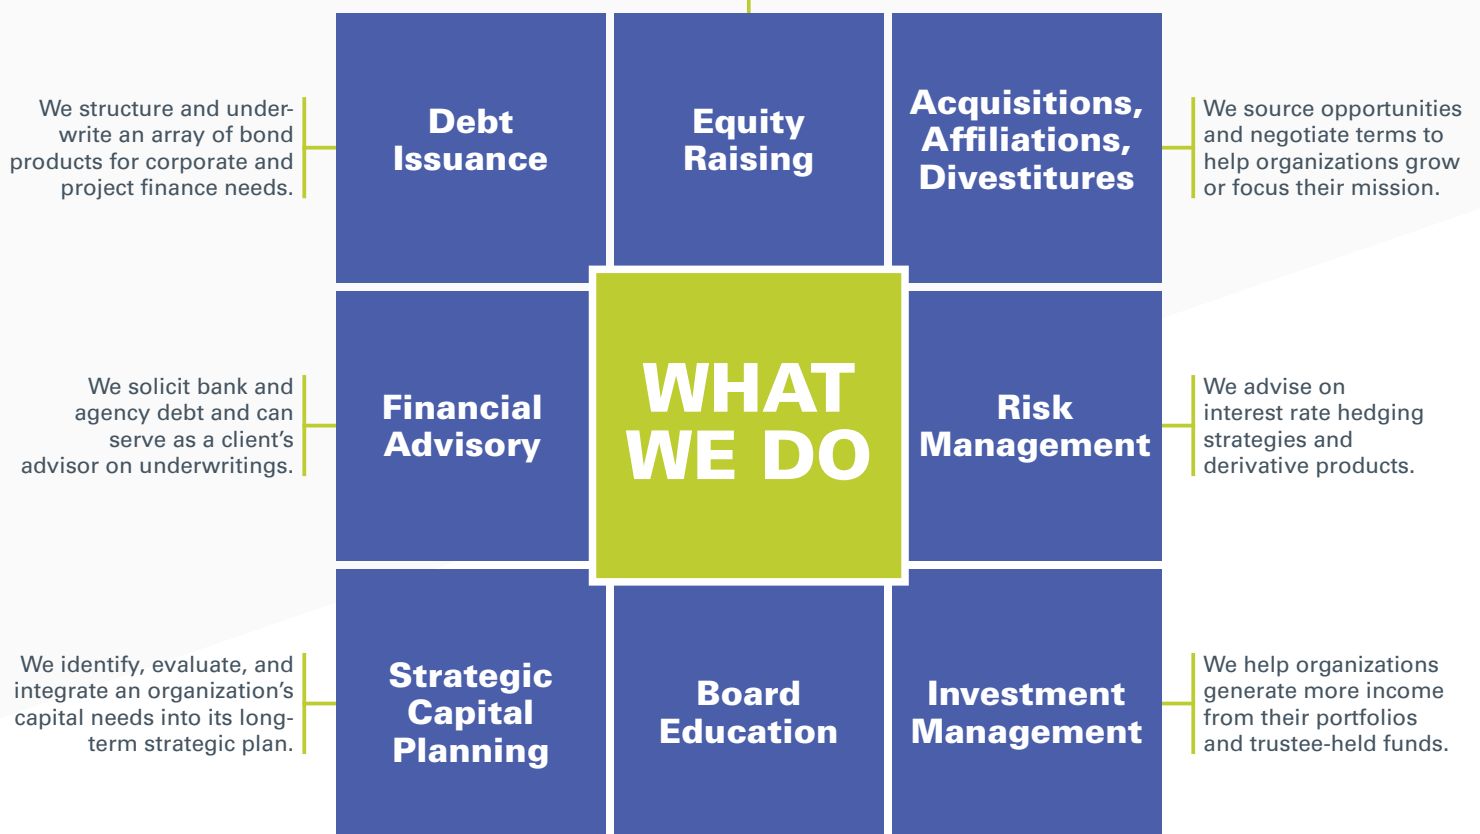 We structure and under-
write an array of bond
products for corporate and
project finance needs.
Debt
Issuance
Equity
Raising
Acquisitions,
Affiliations,
Divestitures
We source opportunities
and negotiate terms to
help organizations grow
or focus their mission.
We solicit bank and
agency debt and can
serve as a client’s
advisor on underwritings.
Financial
Advisory
WHAT
WE DO
Risk
Management
We advise on
interest rate hedging
strategies and
derivative products.
We identify, evaluate, and
integrate an organization’s
capital needs into its long-
term strategic plan.
Strategic
Capital
Planning
Board
Education
Investment
Management
We help organizations
generate more income
from their portfolios
and trustee-held funds.